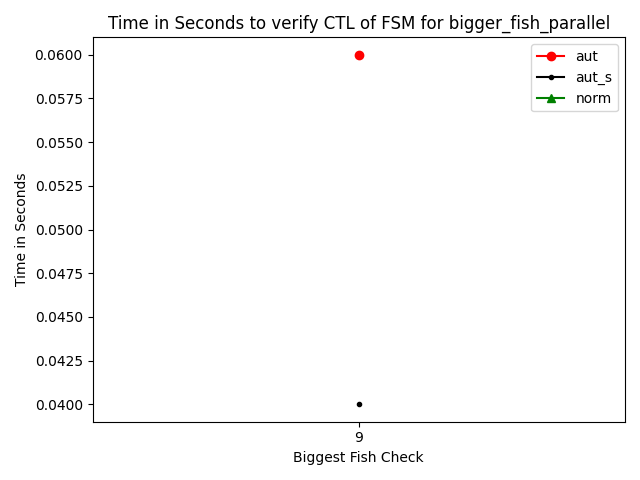 Time in Seconds to verify CTL of FSM for bigger_fish_parallel
aut
aut_s
norm
0.0600
0.0575
0.0550
0.0525
0.0500
0.0475
0.0450
0.0425
0.0400
Time in Seconds
9
Biggest Fish Check